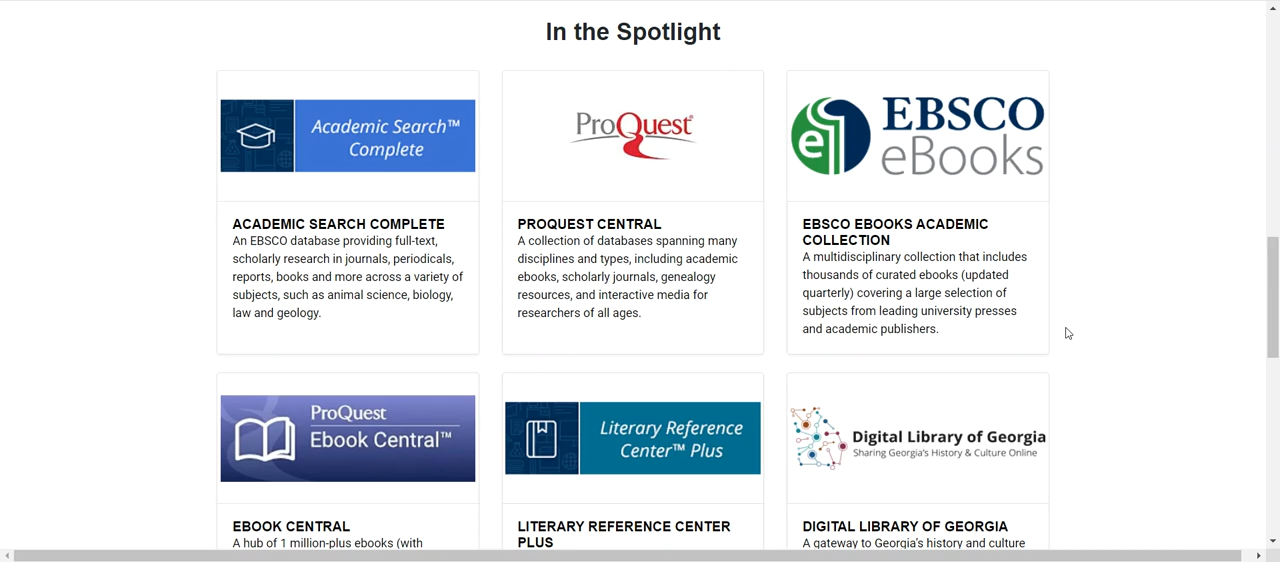 In the Spotlight
Academic Search™
Complete
ProQuest
EBSCO
eBooks
ACADEMIC SEARCH COMPLETE
An EBSCO database providing full-text,
scholarly research in journals, periodicals,
reports, books and more across a variety of
subjects, such as animal science, biology,
law and geology.
PROQUEST CENTRAL
A collection of databases spanning many
disciplines and types, including academic
ebooks, scholarly journals, genealogy
resources, and interactive media for
researchers of all ages.
EBSCO EBOOKS ACADEMIC
COLLECTION
A multidisciplinary collection that includes
thousands of curated ebooks (updated
quarterly) covering a large selection of
subjects from leading university presses
and academic publishers.
ProQuest
Ebook Central™
Literary Reference
Center™ Plus
Digital Library of Georgia
Sharing Georgia's History & Culture Online
EBOOK CENTRAL
A hub of 1 million-plus ebooks (with
LITERARY REFERENCE CENTER
PLUS
DIGITAL LIBRARY OF GEORGIA
A gateway to Georgia's history and culture